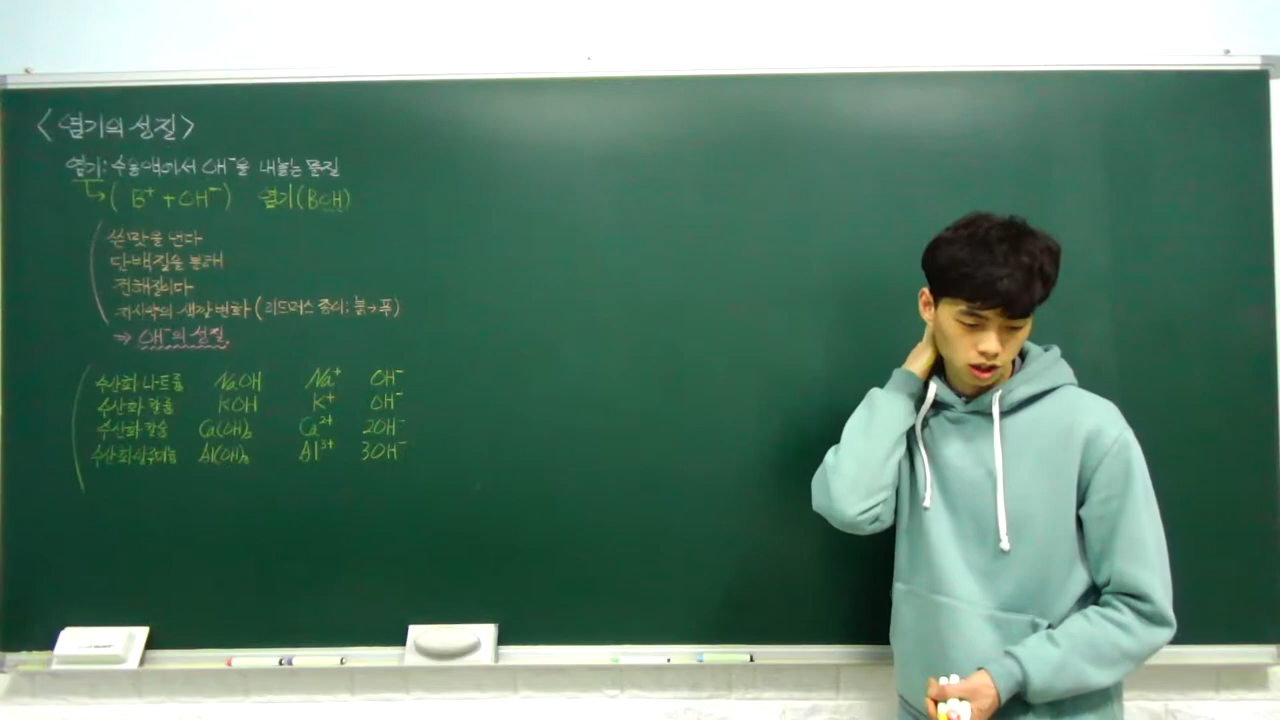 <염기의 성질>
염기: 수용액에서 OH⁻을 내놓는 물질
↳ ( B⁺ + OH⁻ ) 염기(BOH)
쓴맛을 낸다
단백질을 분해
전해질이다
지시약의 색깔 변화 (리트머스 종이; 붉→푸)
⇒ OH⁻의 성질.
수산화 나트륨 NaOH Na⁺ OH⁻
수산화 칼륨 KOH K⁺ OH⁻
수산화 칼슘 Ca(OH)₂ Ca²⁺ 2OH⁻
수산화 알루미늄 Al(OH)₃ Al³⁺ 3OH⁻